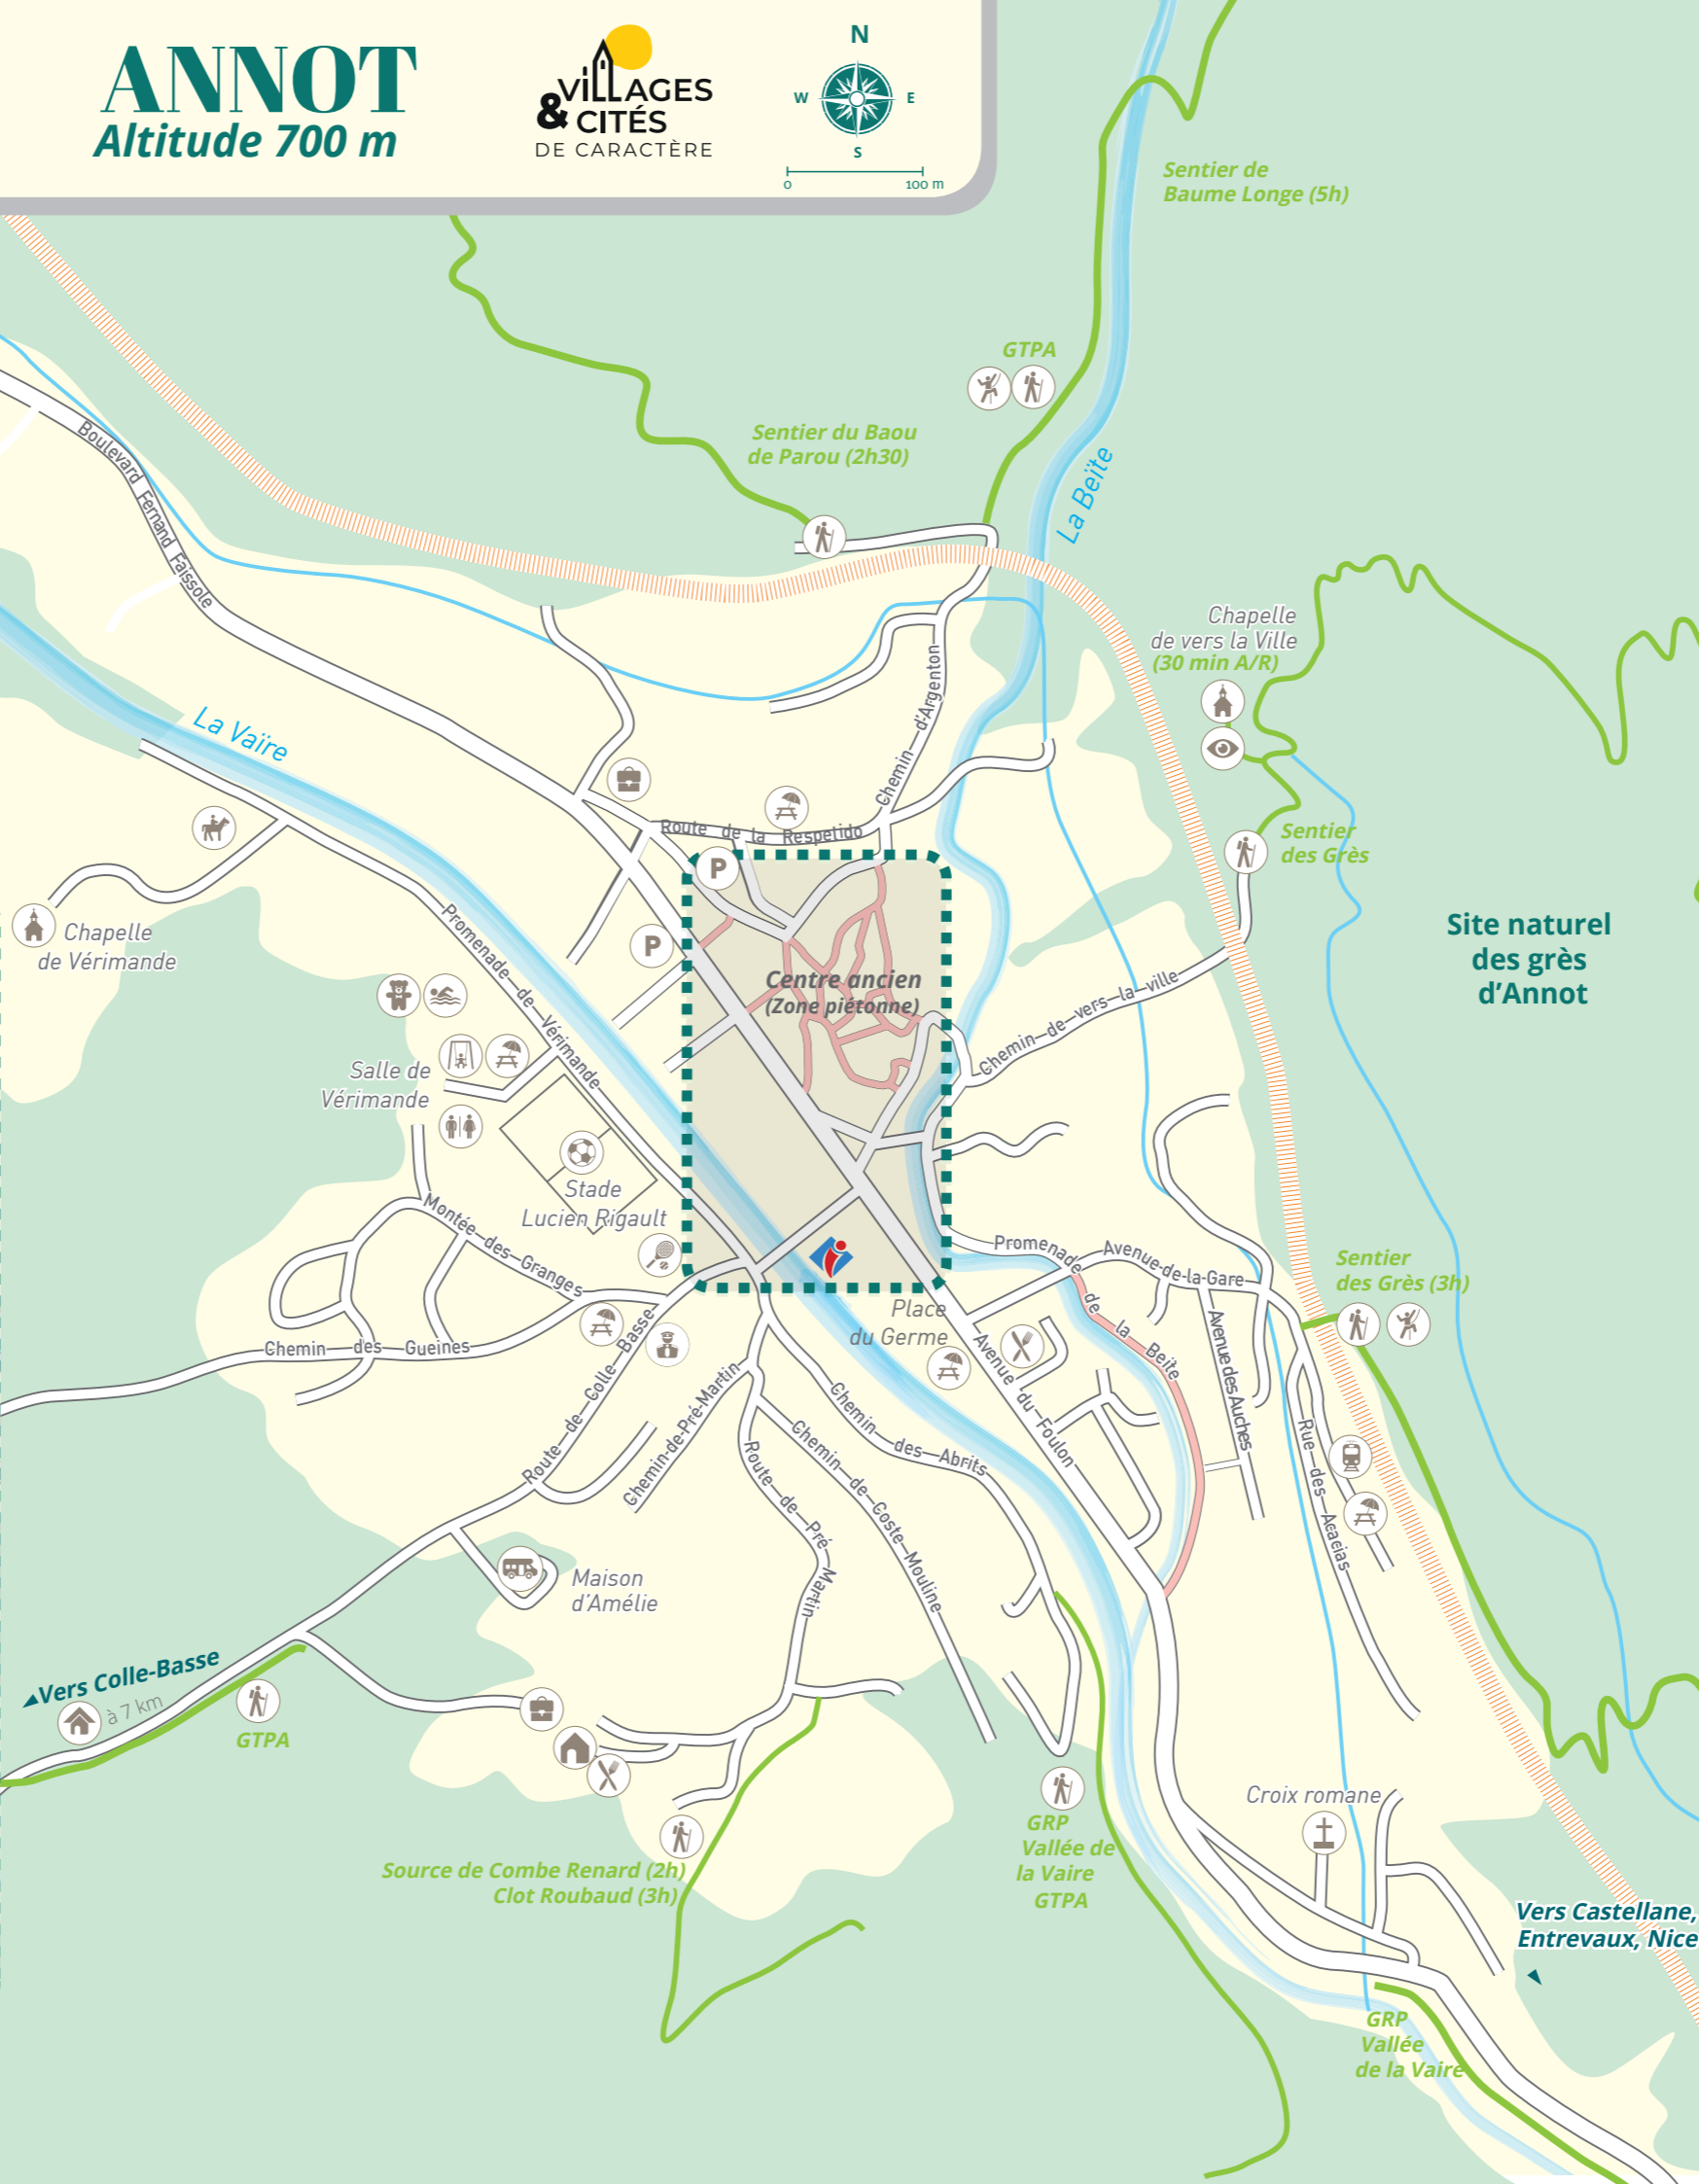 ANNOT
Altitude 700 m
VILLAGES
& CITÉS
DE CARACTÈRE
N
W
E
S
0
100 m
Sentier de
Baume Longe (5h)
GTPA
Sentier du Baou
de Parou (2h30)
La Beïte
Boulevard Fernand Faissole
Chapelle
de vers la Ville
(30 min A/R)
La Vaïre
Chemin d'Argenton
Route de la Respetido
Sentier
des Grès
P
P
Chapelle
de Vérimande
Promenade de Vérimande
Centre ancien
(Zone piétonne)
Chemin de vers la ville
Site naturel
des grès
d'Annot
Salle de
Vérimande
Stade
Lucien Rigault
Montée des Granges
Promenade de la Beïte
Avenue de la Gare
Sentier
des Grès (3h)
Place
du Germe
Chemin des Gueines
Route de Colle Basse
Chemin de Pré Martin
Avenue du Foulon
Avenue des Auches
Chemin des Abrits
Rue des Acacias
Route de Pré Martin
Chemin de Coste Mouline
Maison
d'Amélie
Vers Colle-Basse
à 7 km
GTPA
Croix romane
GRP
Vallée de
la Vaire
GTPA
Source de Combe Renard (2h)
Clot Roubaud (3h)
Vers Castellane,
Entrevaux, Nice
GRP
Vallée
de la Vaire